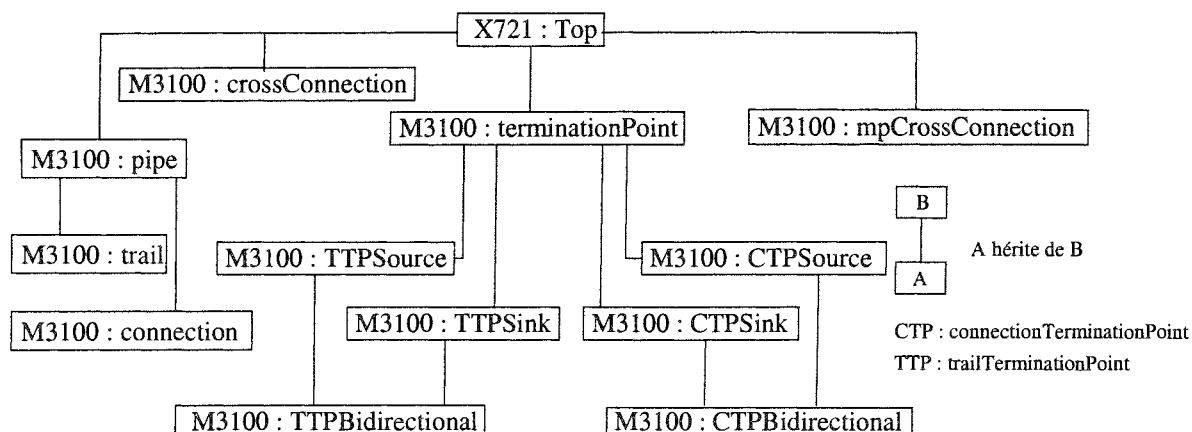 X721 : Top
M3100 : crossConnection
M3100 : terminationPoint
M3100 : mpCrossConnection
M3100 : pipe
B
M3100 : trail
M3100 : TTPSource
M3100 : CTPSource
A hérite de B
A
M3100 : connection
M3100 : TTPSink
M3100 : CTPSink
CTP : connectionTerminationPoint
TTP : trailTerminationPoint
M3100 : TTPBidirectional
M3100 : CTPBidirectional